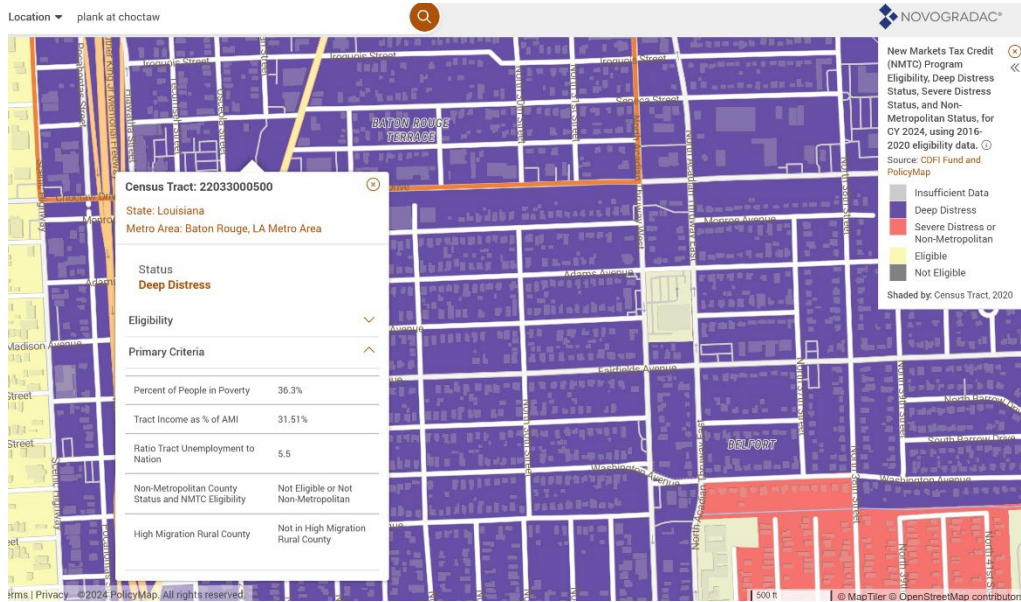 Location
plank at choctaw
NOVOGRADAC®
New Markets Tax Credit
(NMTC) Program
Eligibility, Deep Distress
Status, Severe Distress
Status, and Non-
Metropolitan Status, for
CY 2024, using 2016-
2020 eligibility data.
Source: CDFI Fund and
PolicyMap
Insufficient Data
Deep Distress
Severe Distress or
Non-Metropolitan
Eligible
Not Eligible
Shaded by: Census Tract, 2020
Iroquois Street
Iroquois Street
Seneca Street
BATON ROUGE
TERRACE
Census Tract: 22033000500
State: Louisiana
Metro Area: Baton Rouge, LA Metro Area
Status
Deep Distress
Eligibility
Primary Criteria
Percent of People in Poverty 36.3%
Tract Income as % of AMI 31.51%
Ratio Tract Unemployment to
Nation
5.5
Non-Metropolitan County
Status and NMTC Eligibility
Not Eligible or Not
Non-Metropolitan
High Migration Rural County
Not in High Migration
Rural County
Choctaw Drive
Monroe Avenue
Adams Avenue
Madison Avenue
Fairfields Avenue
BELFORT
North Barrow Drive
South Barrow Drive
Washington Avenue
Washington Avenue
Scenic Highway
Street
Street
erms | Privacy ©2024 PolicyMap. All rights reserved
500 ft
© MapTiler © OpenStreetMap contributors